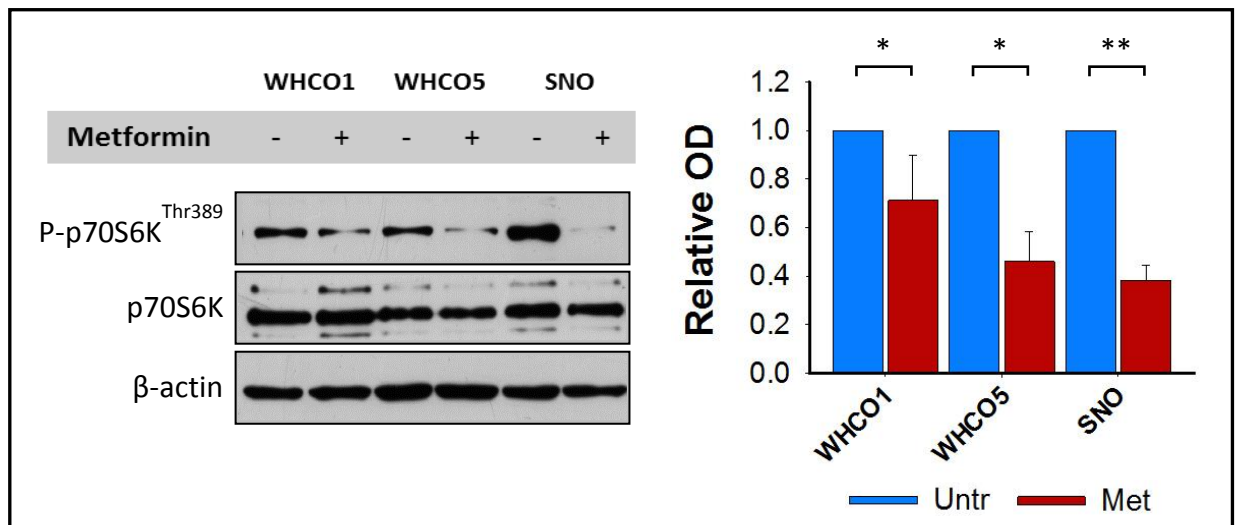 WHCO1 WHCO5 SNO
Metformin - + - + - +
P-p70S6K Thr389
p70S6K
β-actin
* * **
Relative OD
1.2
1.0
0.8
0.6
0.4
0.2
0.0
WHCO1 WHCO5 SNO
Untr Met